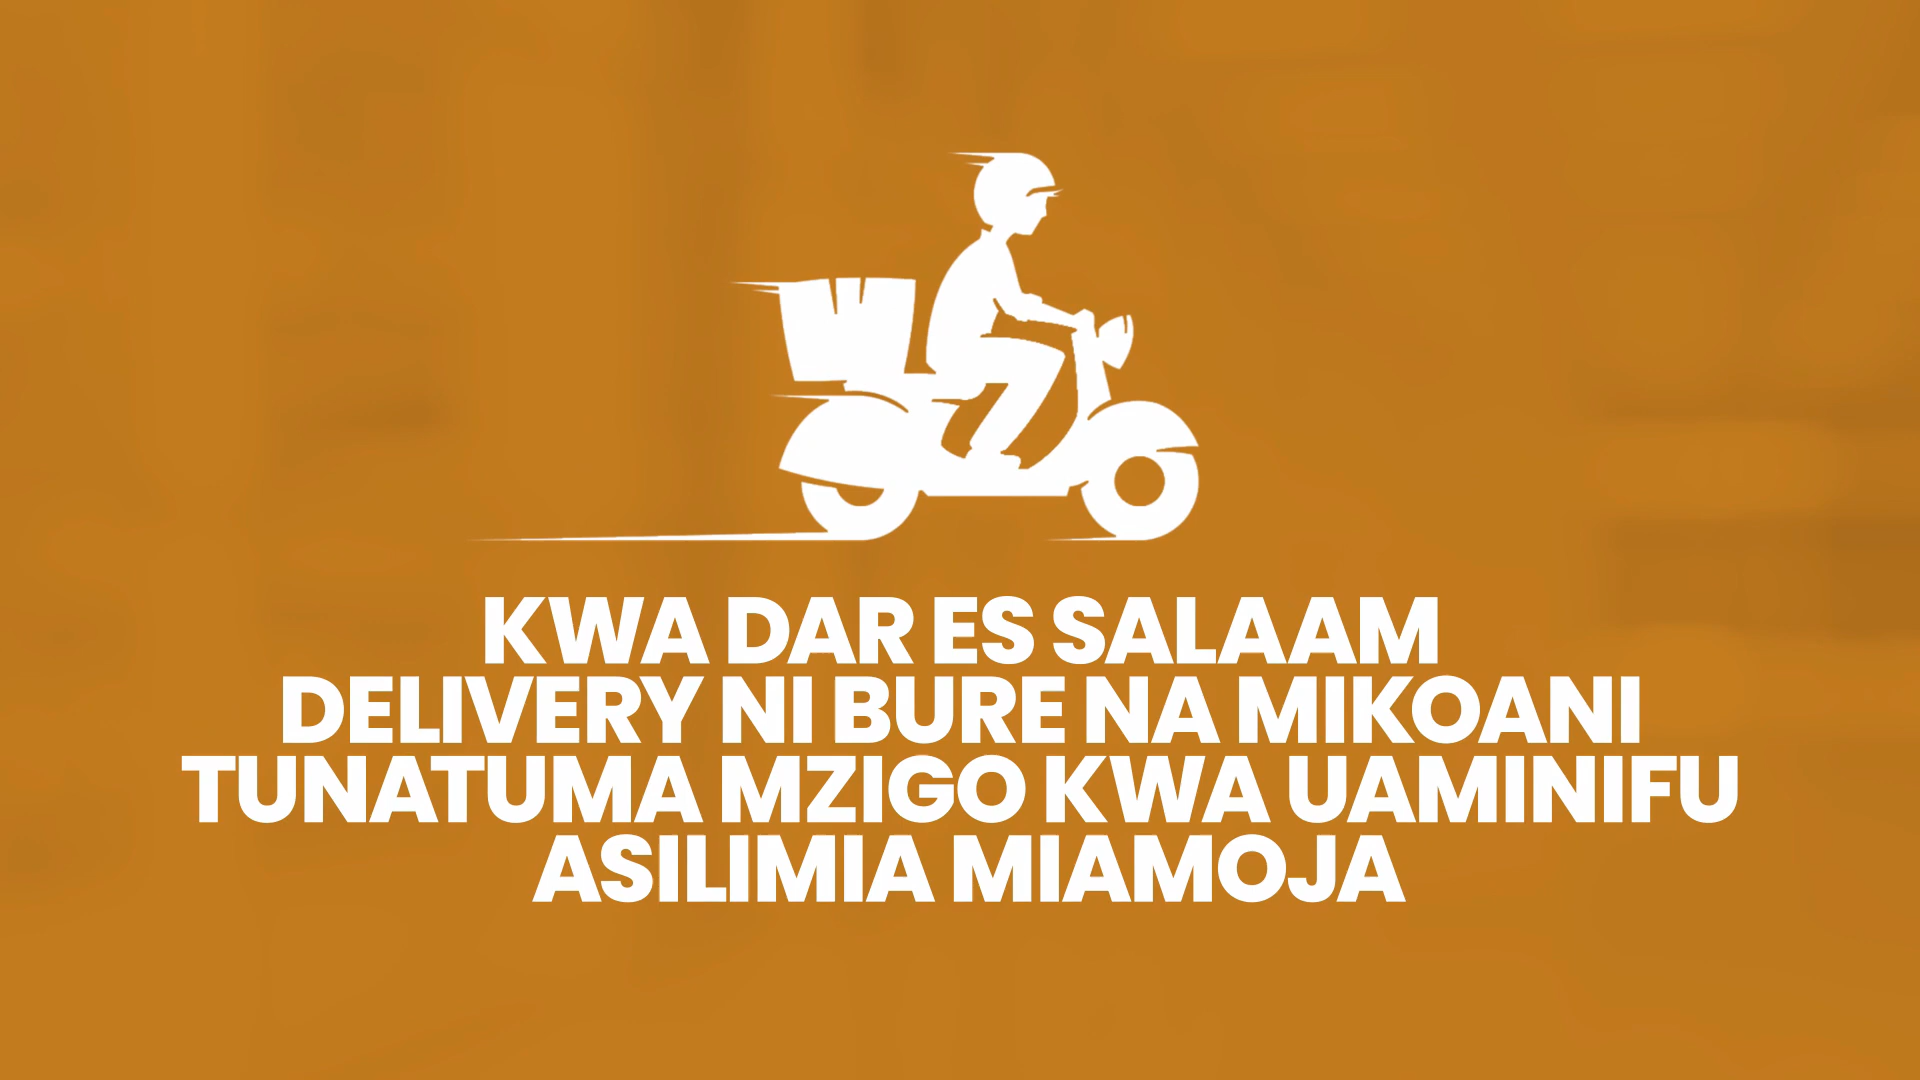 KWA DAR ES SALAAM
DELIVERY NI BURE NA MIKOANI
TUNATUMA MZIGO KWA UAMINIFU
ASILIMIA MIAMOJA